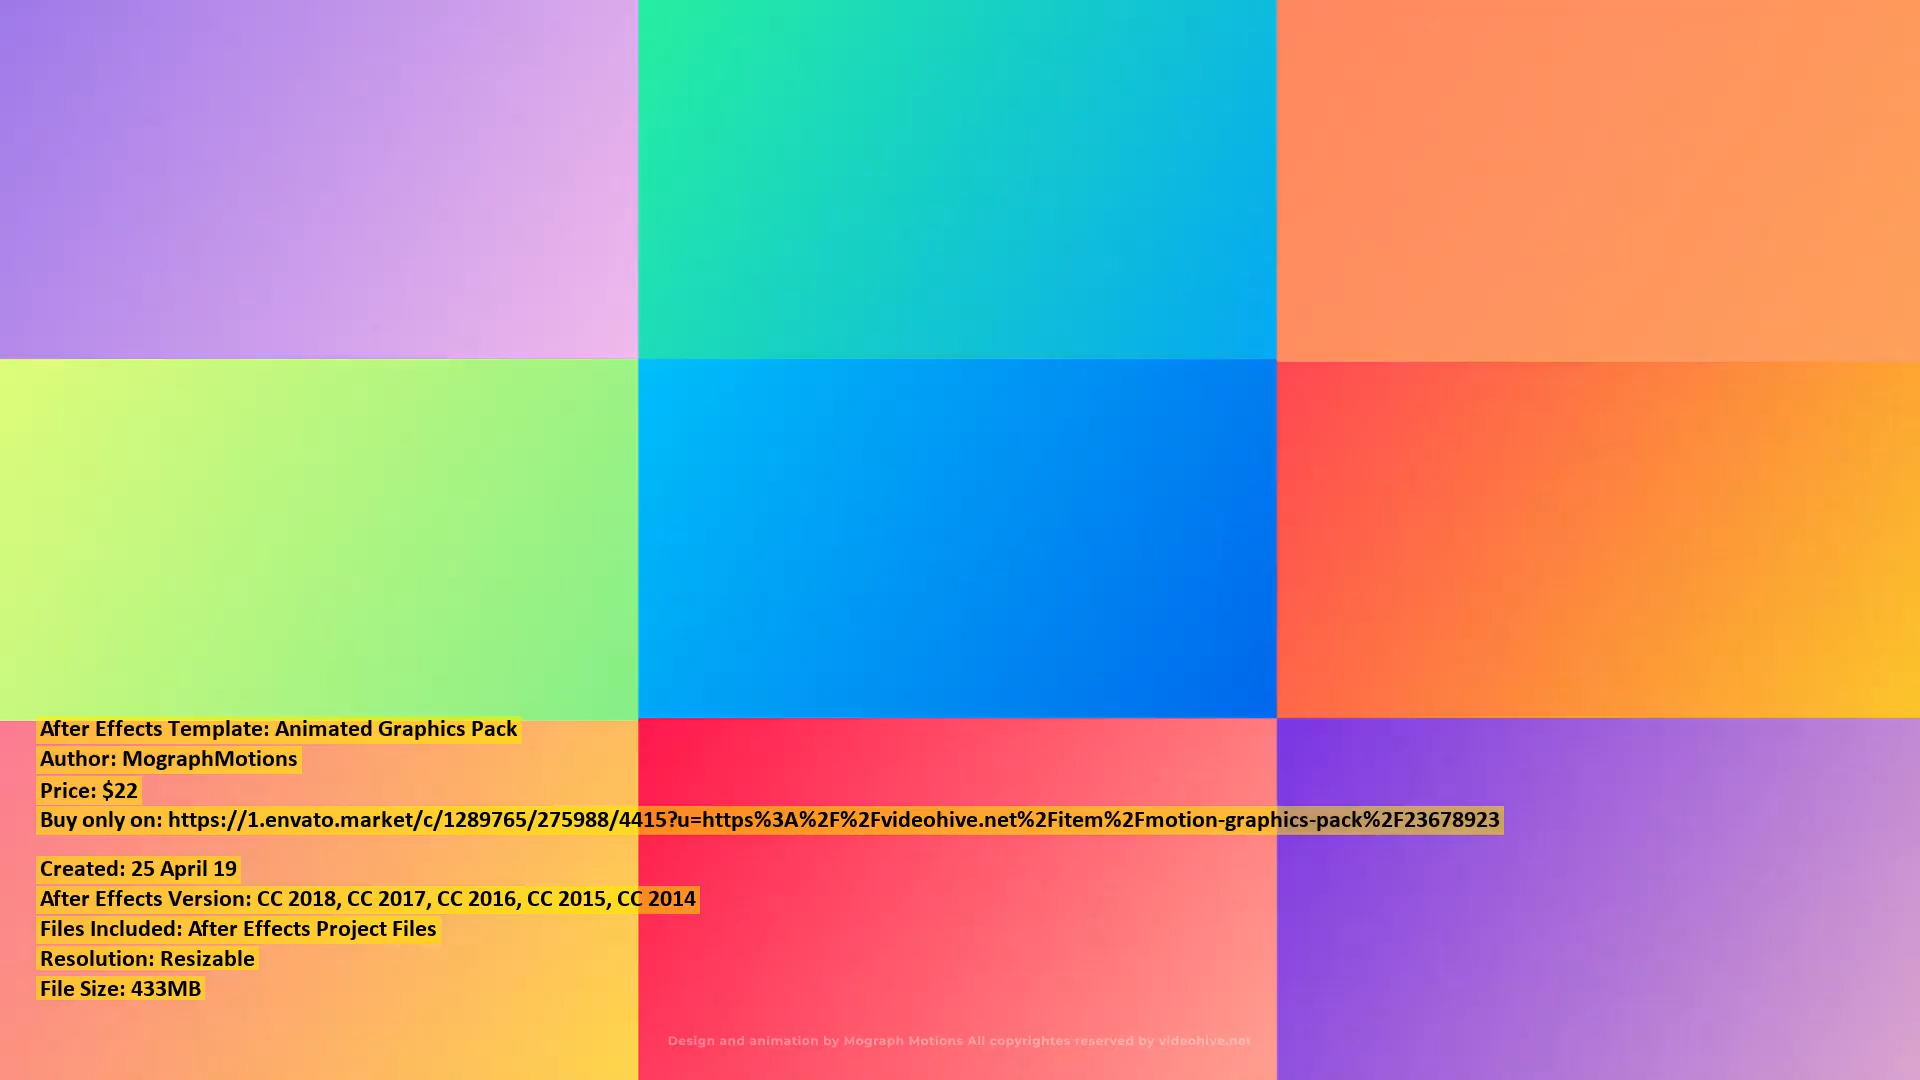 After Effects Template: Animated Graphics Pack
Author: MographMotions
Price: $22
Buy only on: https://1.envato.market/c/1289765/275988/4415?u=https%3A%2F%2Fvideohive.net%2Fitem%2Fmotion-graphics-pack%2F23678923
Created: 25 April 19
After Effects Version: CC 2018, CC 2017, CC 2016, CC 2015, CC 2014
Files Included: After Effects Project Files
Resolution: Resizable
File Size: 433MB
Design and animation by Mograph Motions All copyrightes reserved by videohive.net